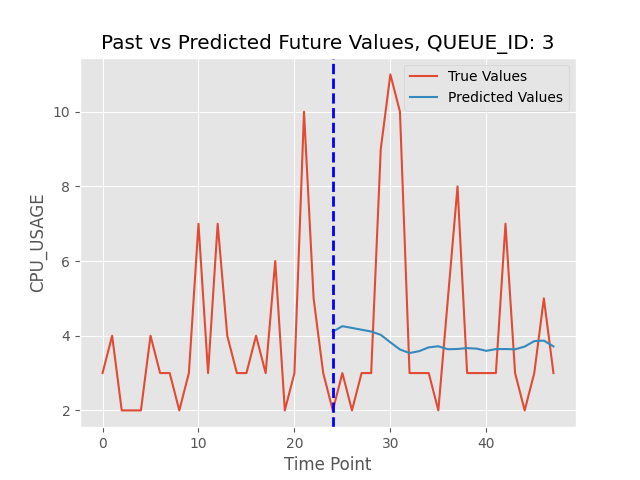 Past vs Predicted Future Values, QUEUE_ID: 3
True Values
Predicted Values
CPU_USAGE
10
8
6
4
2
0 10 20 30 40
Time Point